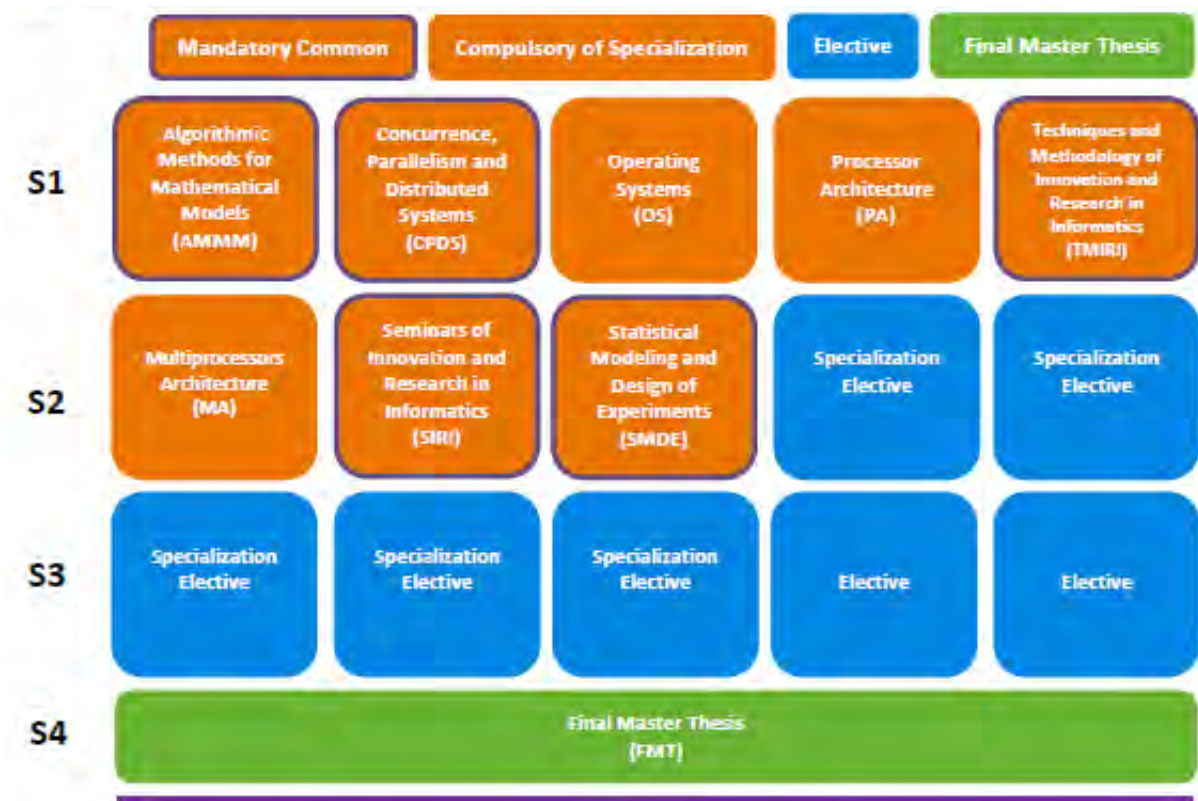 Mandatory Common
Compulsory of Specialization
Elective
Final Master Thesis
S1
Algorithmic
Methods for
Mathematical
Models
(AMMM)
Concurrence,
Parallelism and
Distributed
Systems
(CPDS)
Operating
Systems
(OS)
Processor
Architecture
(PA)
Techniques and
Methodology of
Innovation and
Research in
Informatics
(TMIRI)
S2
Multiprocessors
Architecture
(MA)
Seminars of
Innovation and
Research in
Informatics
(SIRI)
Statistical
Modeling and
Design of
Experiments
(SMDE)
Specialization
Elective
Specialization
Elective
S3
Specialization
Elective
Specialization
Elective
Specialization
Elective
Elective
Elective
S4
Final Master Thesis
(FMT)